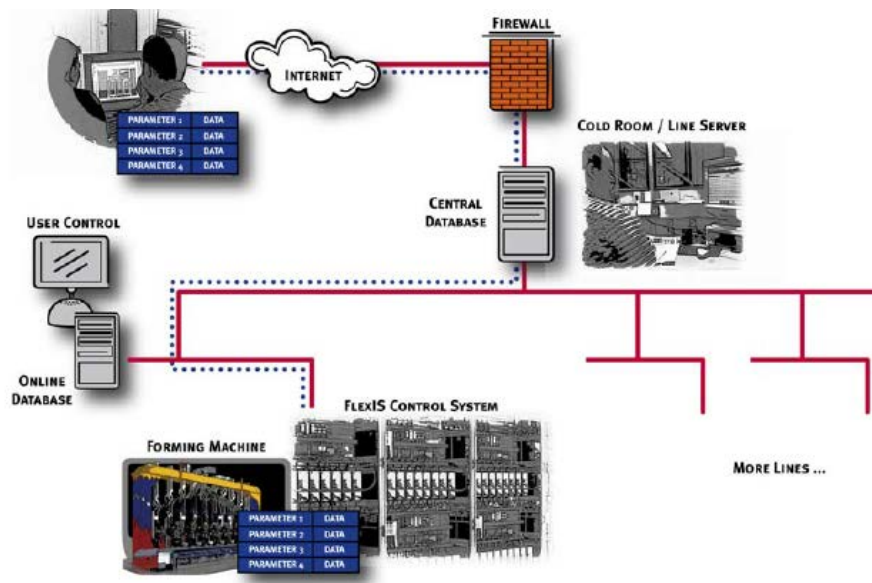 FIREWALL
INTERNET
PARAMETER 1 DATA
PARAMETER 2 DATA
PARAMETER 3 DATA
PARAMETER 4 DATA
COLD ROOM / LINE SERVER
CENTRAL
DATABASE
USER CONTROL
ONLINE
DATABASE
FLEXIS CONTROL SYSTEM
FORMING MACHINE
MORE LINES ...
PARAMETER 1 DATA
PARAMETER 2 DATA
PARAMETER 3 DATA
PARAMETER 4 DATA